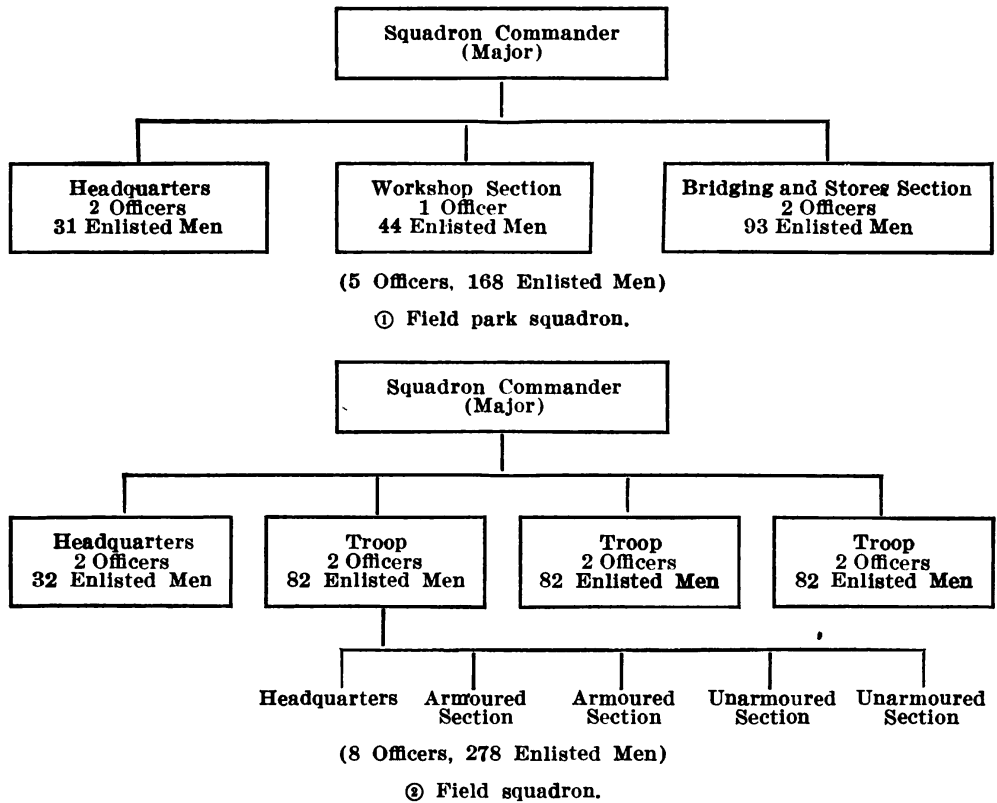 Squadron Commander
(Major)
Headquarters
2 Officers
31 Enlisted Men
Workshop Section
1 Officer
44 Enlisted Men
Bridging and Stores Section
2 Officers
93 Enlisted Men
(5 Officers, 168 Enlisted Men)
① Field park squadron.
Squadron Commander
(Major)
Headquarters
2 Officers
32 Enlisted Men
Troop
2 Officers
82 Enlisted Men
Troop
2 Officers
82 Enlisted Men
Troop
2 Officers
82 Enlisted Men
Headquarters
Armoured
Section
Armoured
Section
Unarmoured
Section
Unarmoured
Section
(8 Officers, 278 Enlisted Men)
② Field squadron.